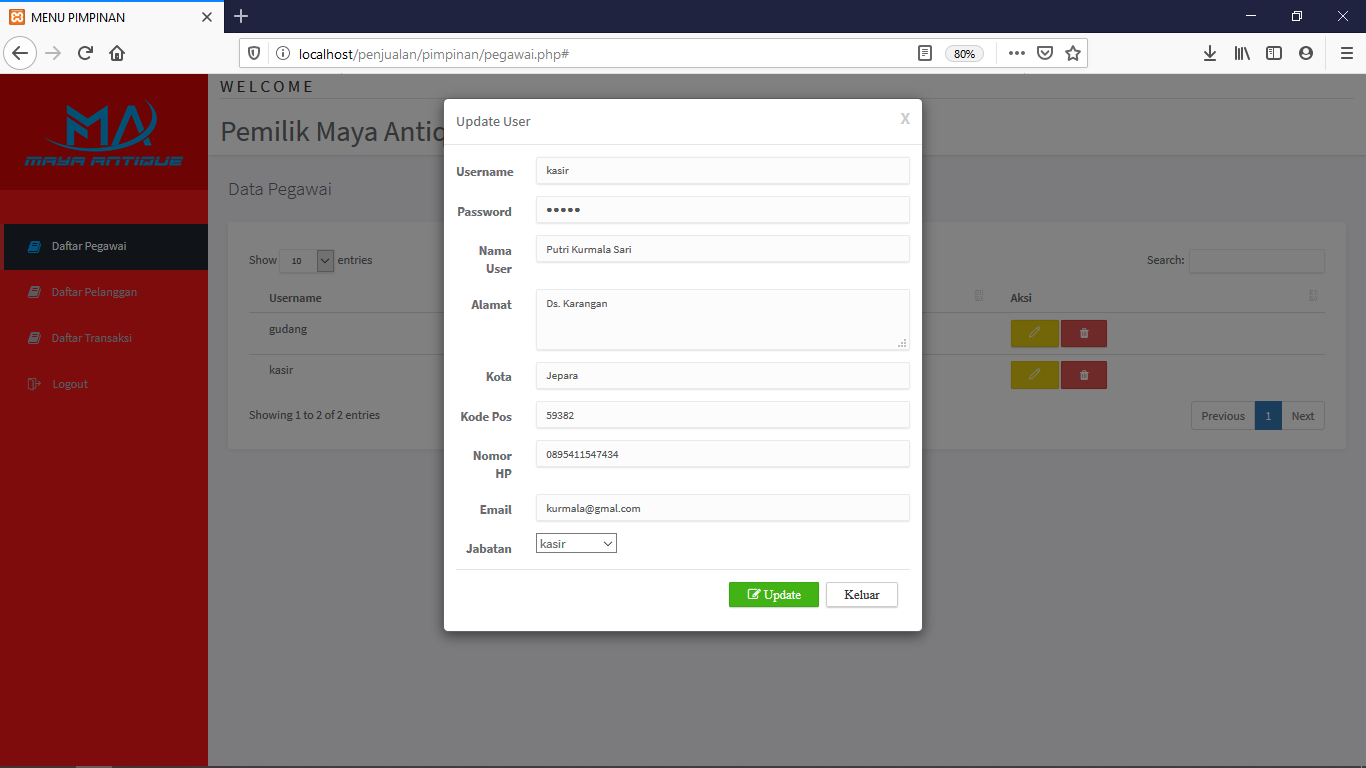 MENU PIMPINAN
localhost/penjualan/pimpinan/pegawai.php#
80%
MA
MAYA ANTIQUE
Daftar Pegawai
Daftar Pelanggan
Daftar Transaksi
Logout
WELCOME
Pemilik Maya Antiq
Data Pegawai
Show 10 entries
Search:
Username
Aksi
gudang
kasir
Showing 1 to 2 of 2 entries
Previous 1 Next
Update User
X
Username kasir
Password •••••
Nama User Putri Kurmala Sari
Alamat Ds. Karangan
Kota Jepara
Kode Pos 59382
Nomor HP 0895411547434
Email kurmala@gmal.com
Jabatan kasir
Update Keluar